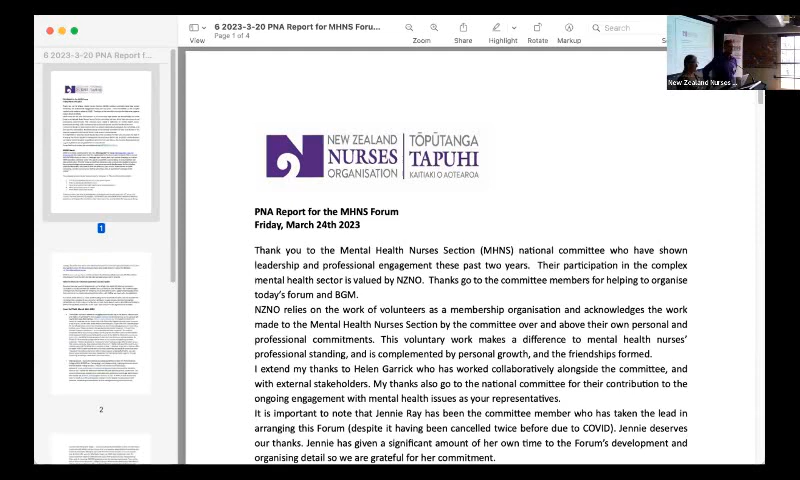 6 2023-3-20 PNA Report f...
6 2023-3-20 PNA Report for MHNS Foru...
Page 1 of 4
View
Zoom
Share
Highlight
Rotate
Markup
Search
New Zealand Nurses ...
1
2
NEW ZEALAND
NURSES
ORGANISATION
TŌPŪTANGA
TAPUHI
KAITIAKI O AOTEAROA
PNA Report for the MHNS Forum
Friday, March 24th 2023
Thank you to the Mental Health Nurses Section (MHNS) national committee who have shown
leadership and professional engagement these past two years. Their participation in the complex
mental health sector is valued by NZNO. Thanks go to the committee members for helping to organise
today's forum and BGM.
NZNO relies on the work of volunteers as a membership organisation and acknowledges the work
made to the Mental Health Nurses Section by the committee over and above their own personal and
professional commitments. This voluntary work makes a difference to mental health nurses'
professional standing, and is complemented by personal growth, and the friendships formed.
I extend my thanks to Helen Garrick who has worked collaboratively alongside the committee, and
with external stakeholders. My thanks also go to the national committee for their contribution to the
ongoing engagement with mental health issues as your representatives.
It is important to note that Jennie Ray has been the committee member who has taken the lead in
arranging this Forum (despite it having been cancelled twice before due to COVID). Jennie deserves
our thanks. Jennie has given a significant amount of her own time to the Forum's development and
organising detail so we are grateful for her commitment.